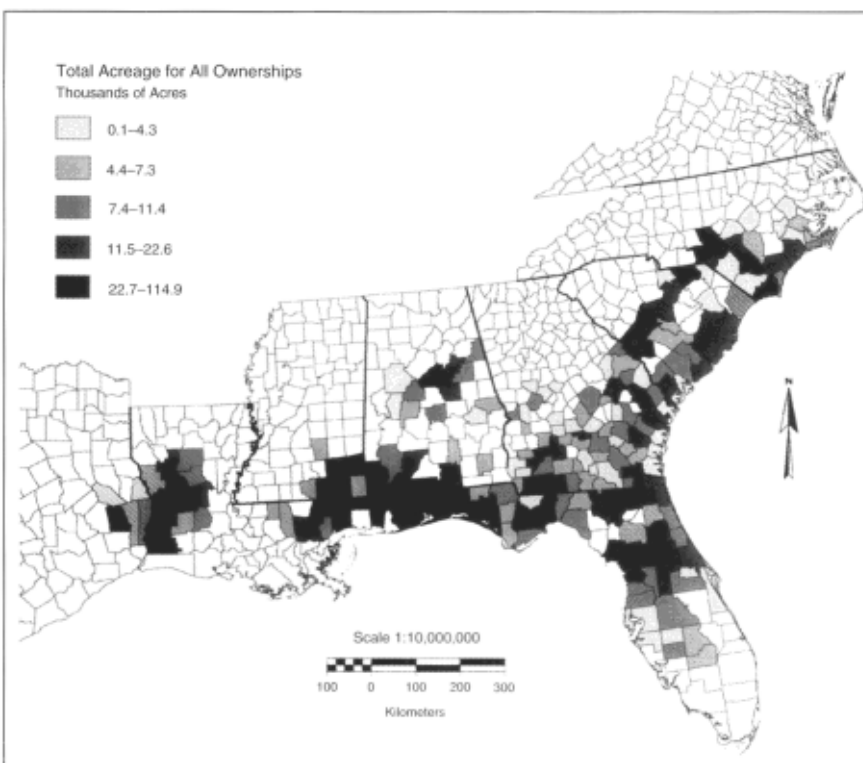 Total Acreage for All Ownerships
Thousands of Acres
0.1–4.3
4.4–7.3
7.4–11.4
11.5–22.6
22.7–114.9
N
Scale 1:10,000,000
100 0 100 200 300
Kilometers